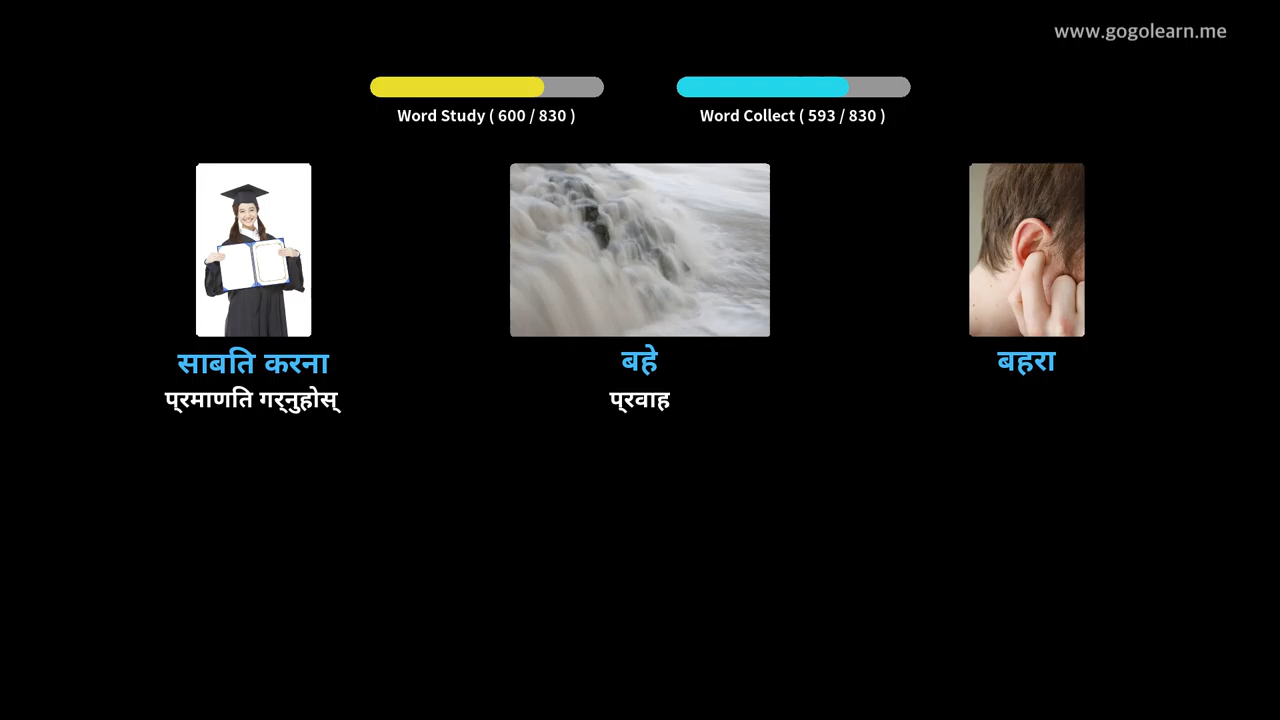 www.gogolearn.me
Word Study ( 600 / 830 )
Word Collect ( 593 / 830 )
साबति करना
बहे
बहरा
प्रमाणति गर्नुहोस्
प्रवाह